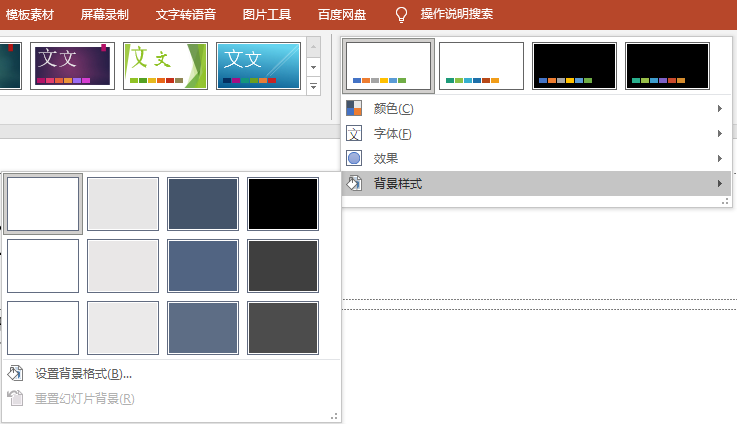 模板素材 屏幕录制 文字转语音 图片工具 百度网盘 操作说明搜索
文文 文文 文文
颜色(C)
字体(F)
效果
背景样式
设置背景格式(B)...
重置幻灯片背景(R)